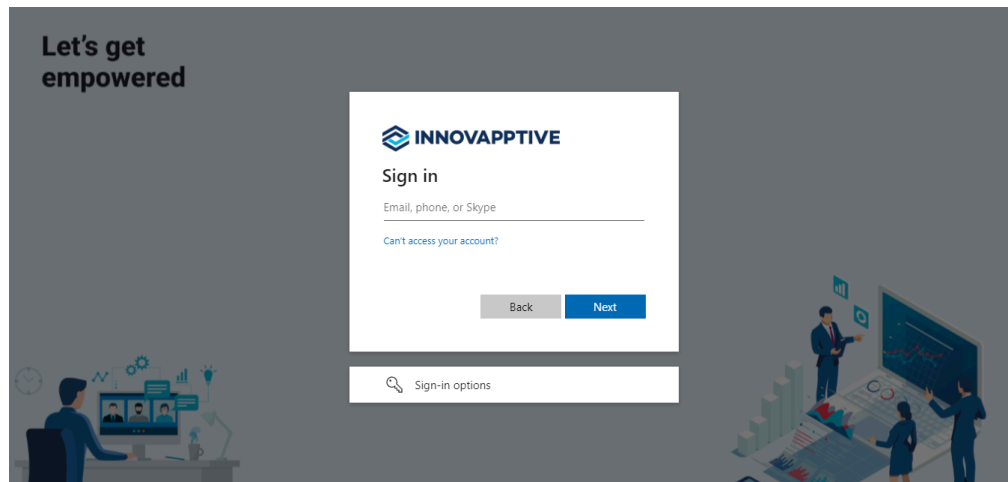 Let's get
empowered
INNOVAPPTIVE
Sign in
Email, phone, or Skype
Can't access your account?
Back
Next
Sign-in options